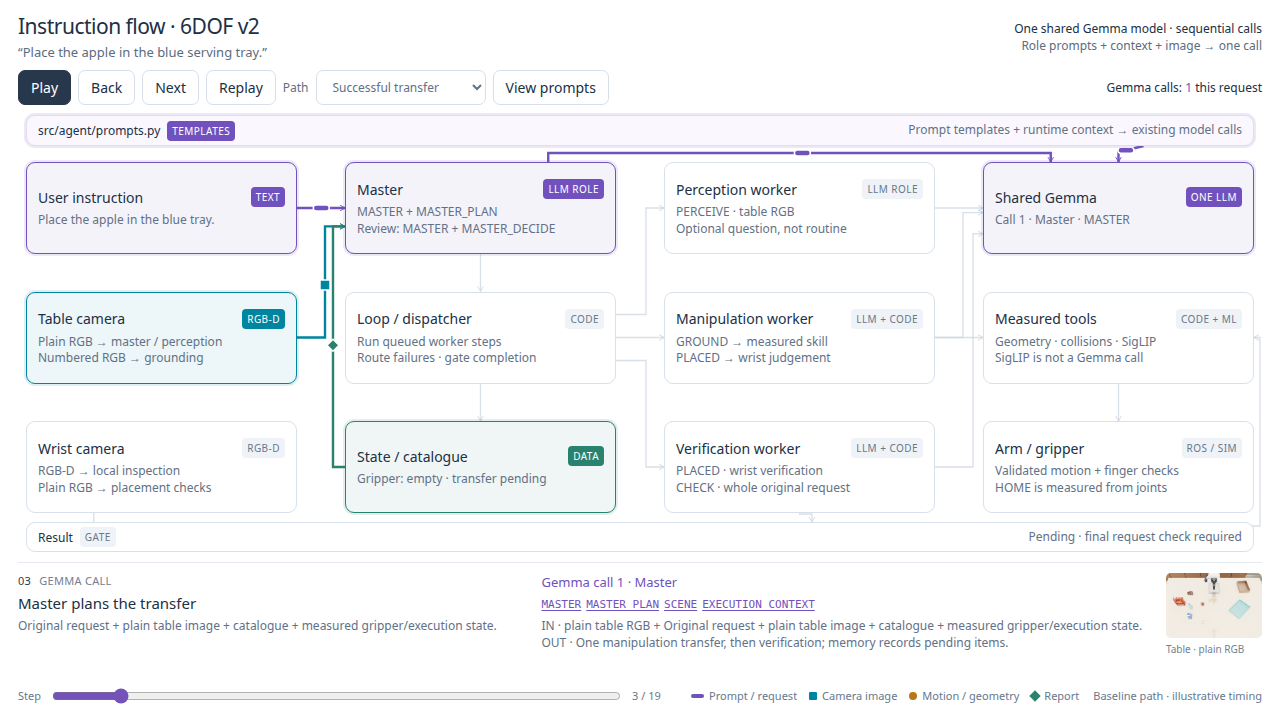 Instruction flow · 6DOF v2
“Place the apple in the blue serving tray.”
One shared Gemma model · sequential calls
Role prompts + context + image → one call
Play
Back
Next
Replay
Path
Successful transfer
View prompts
Gemma calls: 1 this request
src/agent/prompts.py TEMPLATES
Prompt templates + runtime context → existing model calls
User instruction TEXT
Place the apple in the blue tray.
Master LLM ROLE
MASTER + MASTER_PLAN
Review: MASTER + MASTER_DECIDE
Perception worker LLM ROLE
PERCEIVE · table RGB
Optional question, not routine
Shared Gemma ONE LLM
Call 1 · Master · MASTER
Table camera RGB-D
Plain RGB → master / perception
Numbered RGB → grounding
Loop / dispatcher CODE
Run queued worker steps
Route failures · gate completion
Manipulation worker LLM + CODE
GROUND → measured skill
PLACED → wrist judgement
Measured tools CODE + ML
Geometry · collisions · SigLIP
SigLIP is not a Gemma call
Wrist camera RGB-D
RGB-D → local inspection
Plain RGB → placement checks
State / catalogue DATA
Gripper: empty · transfer pending
Verification worker LLM + CODE
PLACED · wrist verification
CHECK · whole original request
Arm / gripper ROS / SIM
Validated motion + finger checks
HOME is measured from joints
Result GATE
Pending · final request check required
03 GEMMA CALL
Master plans the transfer
Original request + plain table image + catalogue + measured gripper/execution state.
Gemma call 1 · Master
MASTER MASTER_PLAN SCENE EXECUTION_CONTEXT
IN · plain table RGB + Original request + plain table image + catalogue + measured gripper/execution state.
OUT · One manipulation transfer, then verification; memory records pending items.
Table · plain RGB
Step
3 / 19
Prompt / request
Camera image
Motion / geometry
Report
Baseline path · illustrative timing